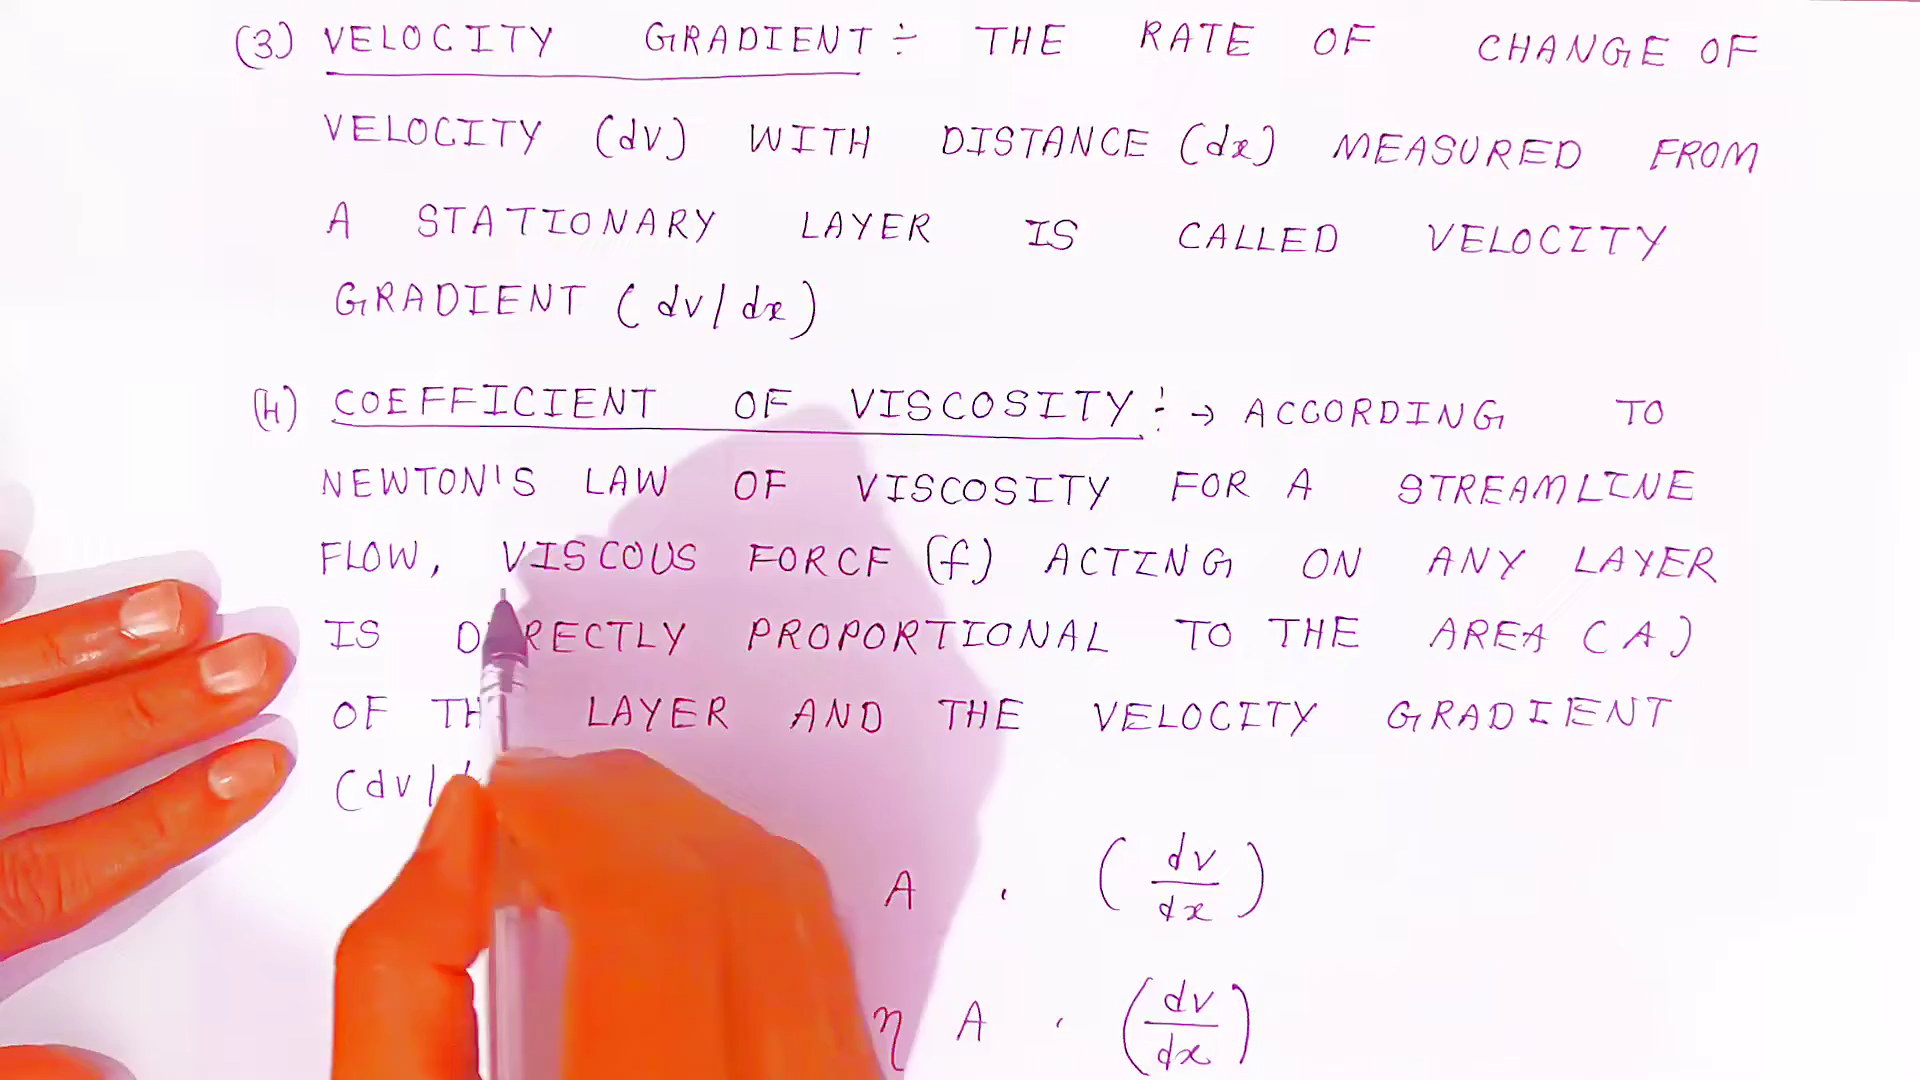 (3) VELOCITY GRADIENT ÷ THE RATE OF CHANGE OF
VELOCITY (dv) WITH DISTANCE (dx) MEASURED FROM
A STATIONARY LAYER IS CALLED VELOCITY
GRADIENT (dv/dx)
(4) COEFFICIENT OF VISCOSITY ÷ → ACCORDING TO
NEWTON'S LAW OF VISCOSITY FOR A STREAMLINE
FLOW, VISCOUS FORCE (f) ACTING ON ANY LAYER
IS PROPORTIONAL TO THE AREA (A)
OF LAYER AND THE VELOCITY GRADIENT
(dv/
A . (dv/dx)
η A . (dv/dx)